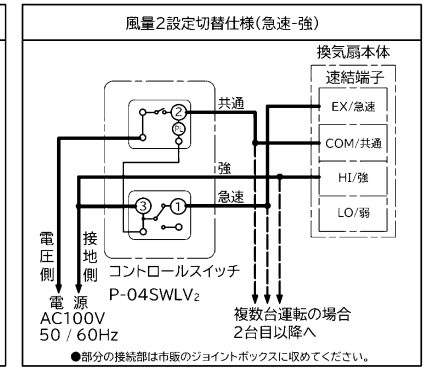 風量2設定切替仕様(急速-強)
換気扇本体
速結端子
EX/急速
COM/共通
HI/強
LO/弱
共通
強
急速
2
PL
3
1
電圧側
接地側
コントロールスイッチ
P-04SWLV2
電 源
AC100V
50 / 60Hz
複数台運転の場合
2台目以降へ
●部分の接続部は市販のジョイントボックスに収めてください。